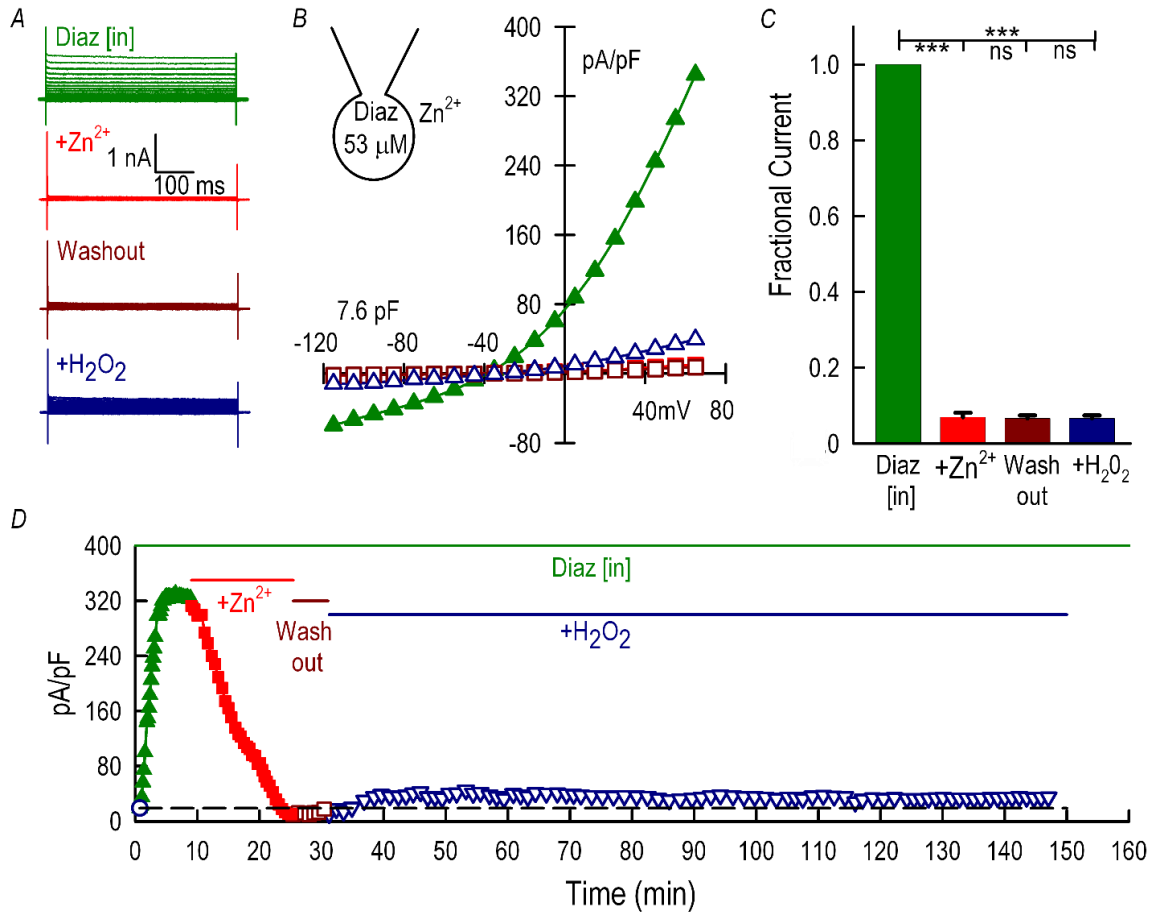 A
Diaz [in]
+Zn²⁺
1 nA
100 ms
Washout
+H₂O₂
B
Diaz
53 µM
Zn²⁺
pA/pF
400
320
240
160
80
-80
7.6 pF
-120 -80 -40
40mV 80
C
***
*** ns ns
Fractional Current
1.0
0.8
0.6
0.4
0.2
.0
Diaz [in]
+Zn²⁺
Wash out
+H₂0₂
D
pA/pF
400
320
240
160
80
0
Diaz [in]
+Zn²⁺
Wash
out
+H₂O₂
0 10 20 30 40 50 60 70 80 90 100 110 120 130 140 150 160
Time (min)